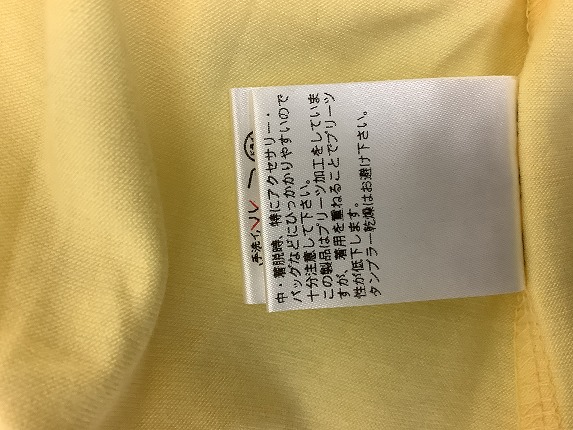 中・着脱時、特にアクセサリー・
バッグなどにひっかかりやすいので
十分注意して下さい。
この製品はプリーツ加工をしていま
すが、着用を重ねることでプリーツ
性が低下します。
タンブラー乾燥はお避け下さい。
手洗イ